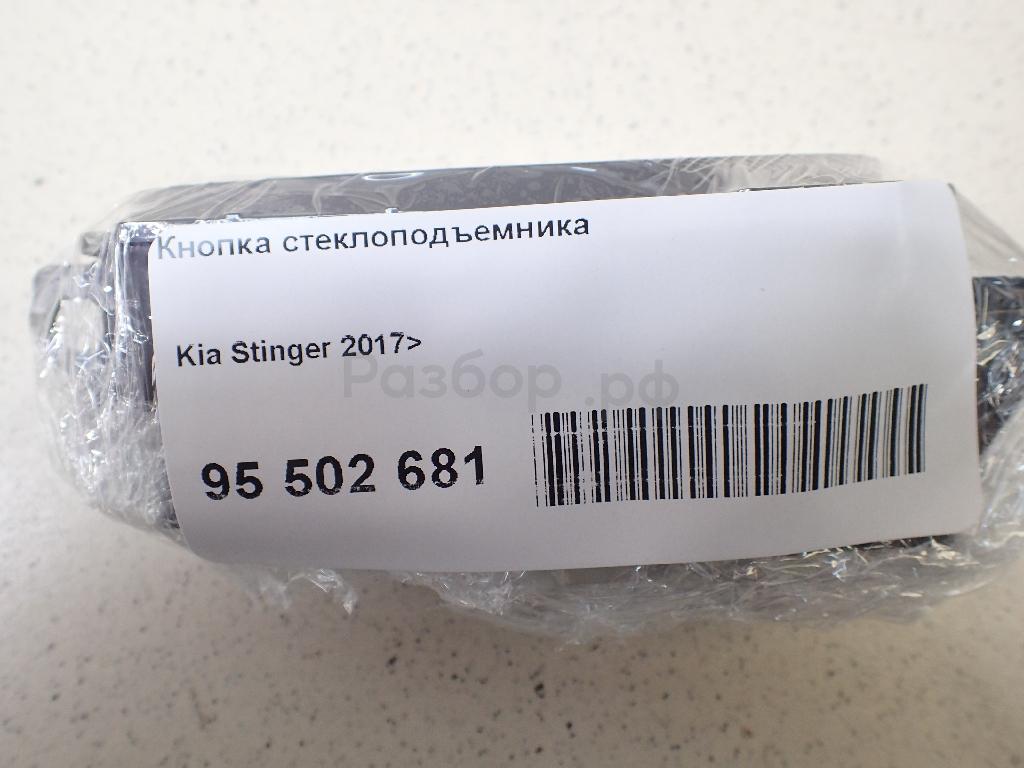 Кнопка стеклоподъемника
Kia Stinger 2017>
Разбор.рф
95 502 681